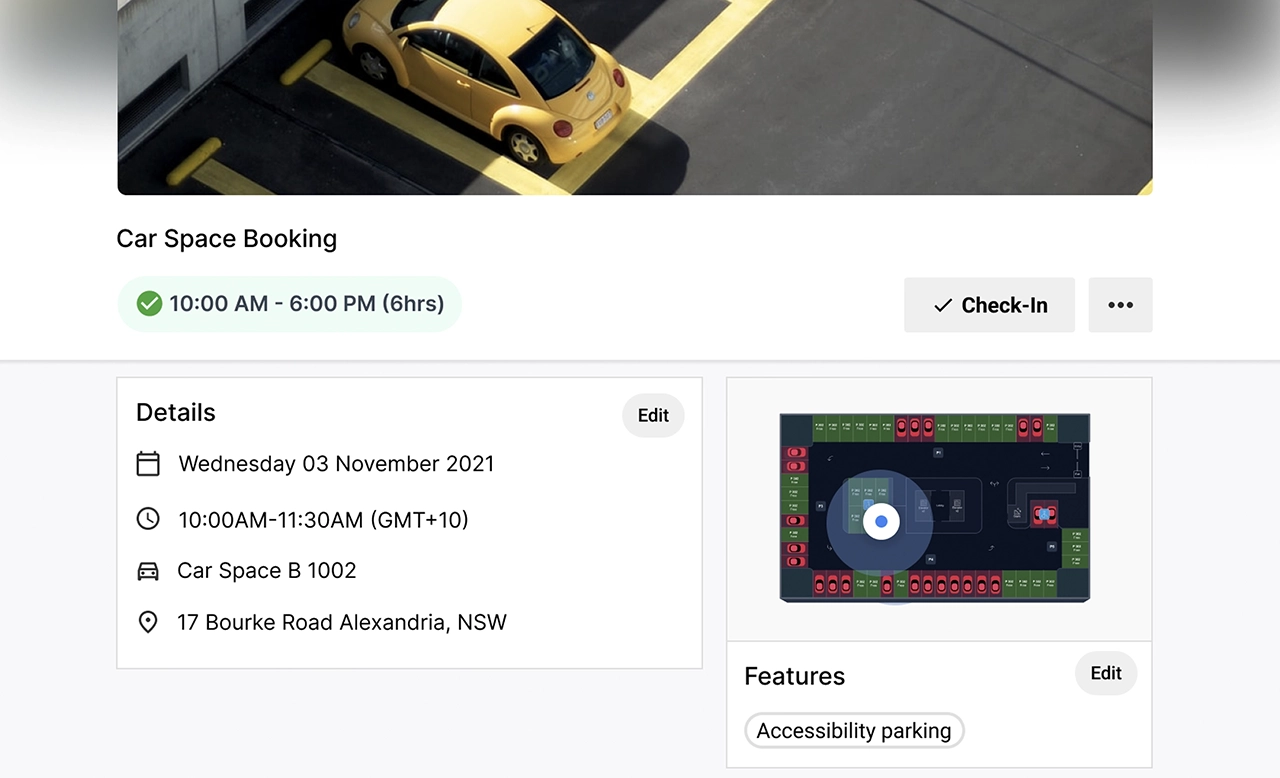 Car Space Booking
10:00 AM - 6:00 PM (6hrs)
Check-In
Details
Edit
Wednesday 03 November 2021
10:00AM-11:30AM (GMT+10)
Car Space B 1002
17 Bourke Road Alexandria, NSW
Features
Edit
Accessibility parking